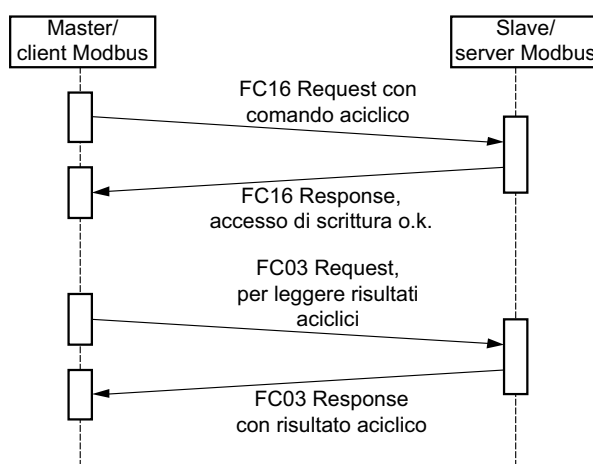 Master/
client Modbus
Slave/
server Modbus
FC16 Request con
comando aciclico
FC16 Response,
accesso di scrittura o.k.
FC03 Request,
per leggere risultati
aciclici
FC03 Response
con risultato aciclico